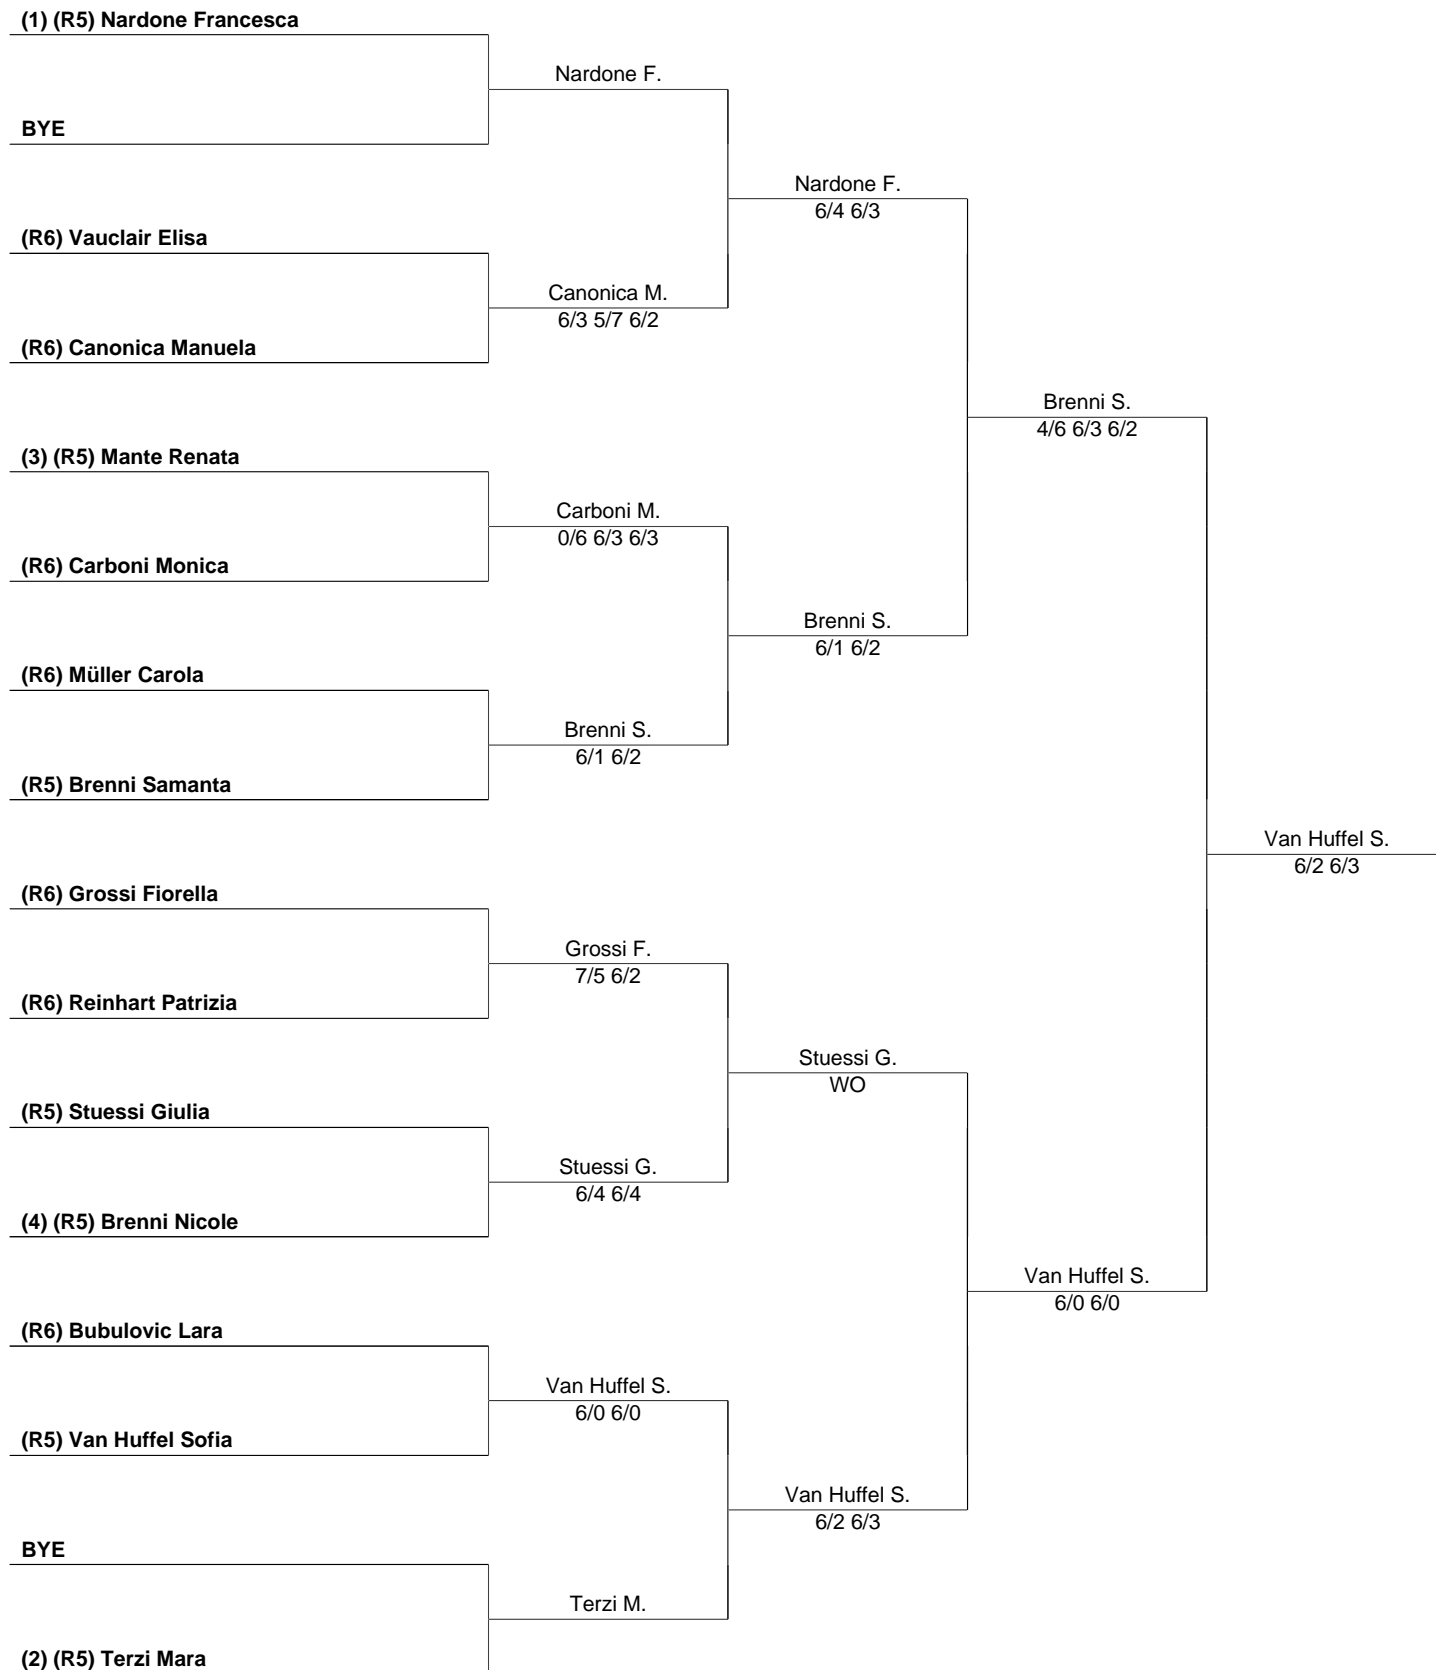 (1) (R5) Nardone Francesca
Nardone F.
BYE
Nardone F.
6/4 6/3
(R6) Vauclair Elisa
Canonica M.
6/3 5/7 6/2
(R6) Canonica Manuela
Brenni S.
4/6 6/3 6/2
(3) (R5) Mante Renata
Carboni M.
0/6 6/3 6/3
(R6) Carboni Monica
Brenni S.
6/1 6/2
(R6) Müller Carola
Brenni S.
6/1 6/2
(R5) Brenni Samanta
Van Huffel S.
6/2 6/3
(R6) Grossi Fiorella
Grossi F.
7/5 6/2
(R6) Reinhart Patrizia
Stuessi G.
WO
(R5) Stuessi Giulia
Stuessi G.
6/4 6/4
(4) (R5) Brenni Nicole
Van Huffel S.
6/0 6/0
(R6) Bubulovic Lara
Van Huffel S.
6/0 6/0
(R5) Van Huffel Sofia
Van Huffel S.
6/2 6/3
BYE
Terzi M.
(2) (R5) Terzi Mara